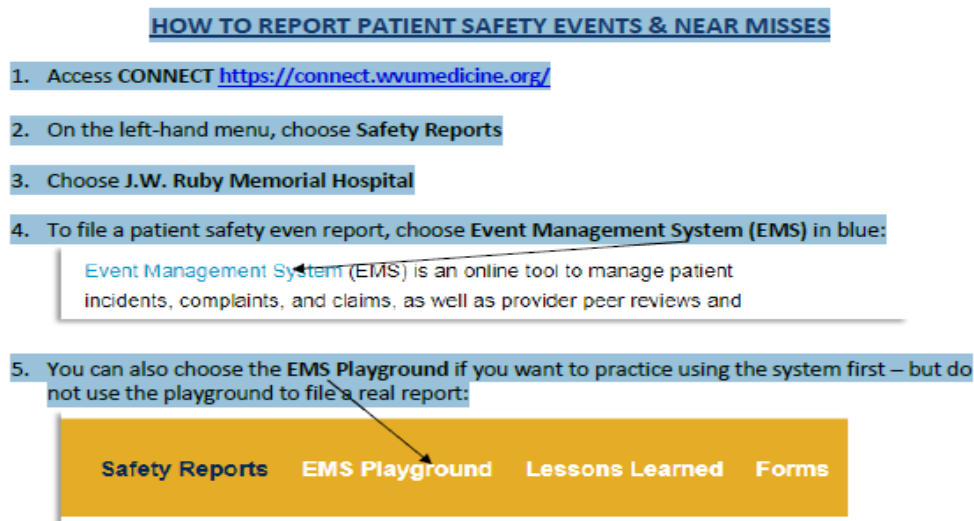 HOW TO REPORT PATIENT SAFETY EVENTS & NEAR MISSES
1. Access CONNECT https://connect.wvumedicine.org/
2. On the left-hand menu, choose Safety Reports
3. Choose J.W. Ruby Memorial Hospital
4. To file a patient safety even report, choose Event Management System (EMS) in blue:
Event Management System (EMS) is an online tool to manage patient
incidents, complaints, and claims, as well as provider peer reviews and
5. You can also choose the EMS Playground if you want to practice using the system first – but do
not use the playground to file a real report:
Safety Reports EMS Playground Lessons Learned Forms